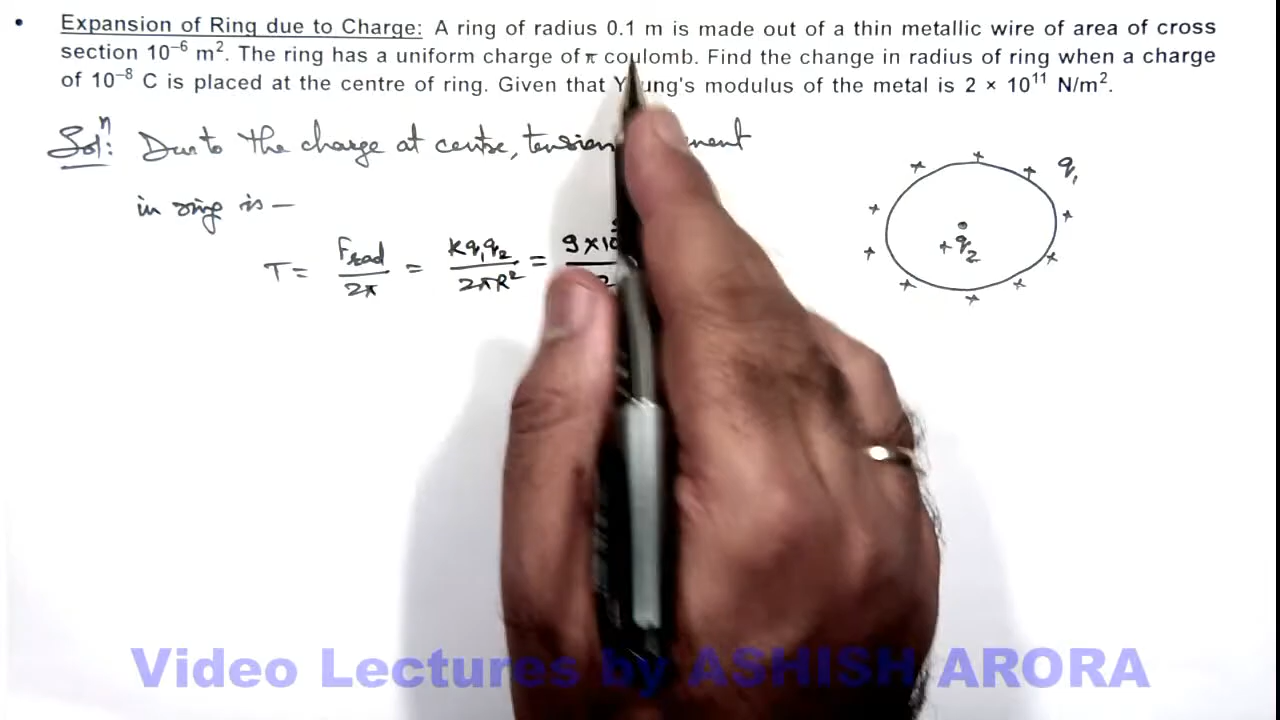 • Expansion of Ring due to Charge: A ring of radius 0.1 m is made out of a thin metallic wire of area of cross
section 10⁻⁶ m². The ring has a uniform charge of π coulomb. Find the change in radius of ring when a charge
of 10⁻⁸ C is placed at the centre of ring. Given that Young's modulus of the metal is 2 × 10¹¹ N/m².
Solⁿ: Due to the charge at centre, tension
in ring is —
T = Frad/2π = kq₁q₂/2πR² = 9×10
q₁
+ q₂
Video Lectures by ASHISH ARORA